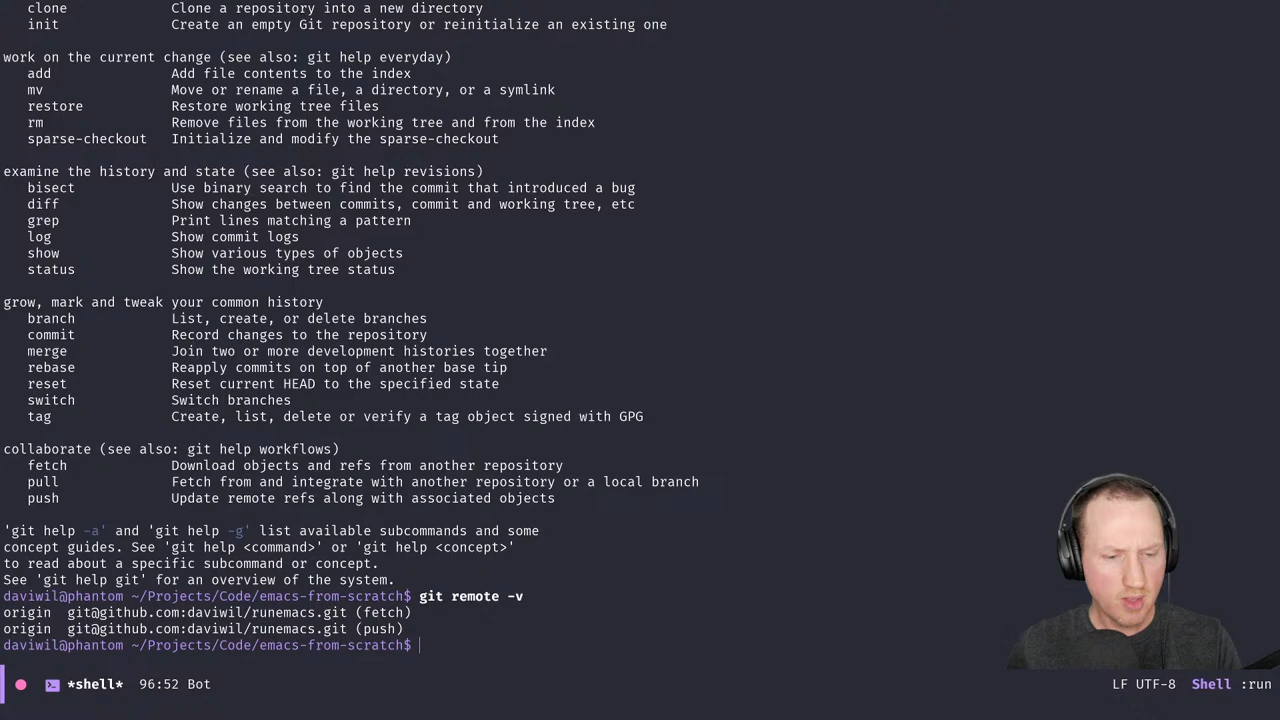 clone             Clone a repository into a new directory
init              Create an empty Git repository or reinitialize an existing one
work on the current change (see also: git help everyday)
add               Add file contents to the index
mv                Move or rename a file, a directory, or a symlink
restore           Restore working tree files
rm                Remove files from the working tree and from the index
sparse-checkout   Initialize and modify the sparse-checkout
examine the history and state (see also: git help revisions)
bisect            Use binary search to find the commit that introduced a bug
diff              Show changes between commits, commit and working tree, etc
grep              Print lines matching a pattern
log               Show commit logs
show              Show various types of objects
status            Show the working tree status
grow, mark and tweak your common history
branch            List, create, or delete branches
commit            Record changes to the repository
merge             Join two or more development histories together
rebase            Reapply commits on top of another base tip
reset             Reset current HEAD to the specified state
switch            Switch branches
tag               Create, list, delete or verify a tag object signed with GPG
collaborate (see also: git help workflows)
fetch             Download objects and refs from another repository
pull              Fetch from and integrate with another repository or a local branch
push              Update remote refs along with associated objects
'git help -a' and 'git help -g' list available subcommands and some
concept guides. See 'git help <command>' or 'git help <concept>'
to read about a specific subcommand or concept.
See 'git help git' for an overview of the system.
daviwil@phantom ~/Projects/Code/emacs-from-scratch$ git remote -v
origin  git@github.com:daviwil/runemacs.git (fetch)
origin  git@github.com:daviwil/runemacs.git (push)
daviwil@phantom ~/Projects/Code/emacs-from-scratch$
*shell*  96:52 Bot LF UTF-8  Shell :run